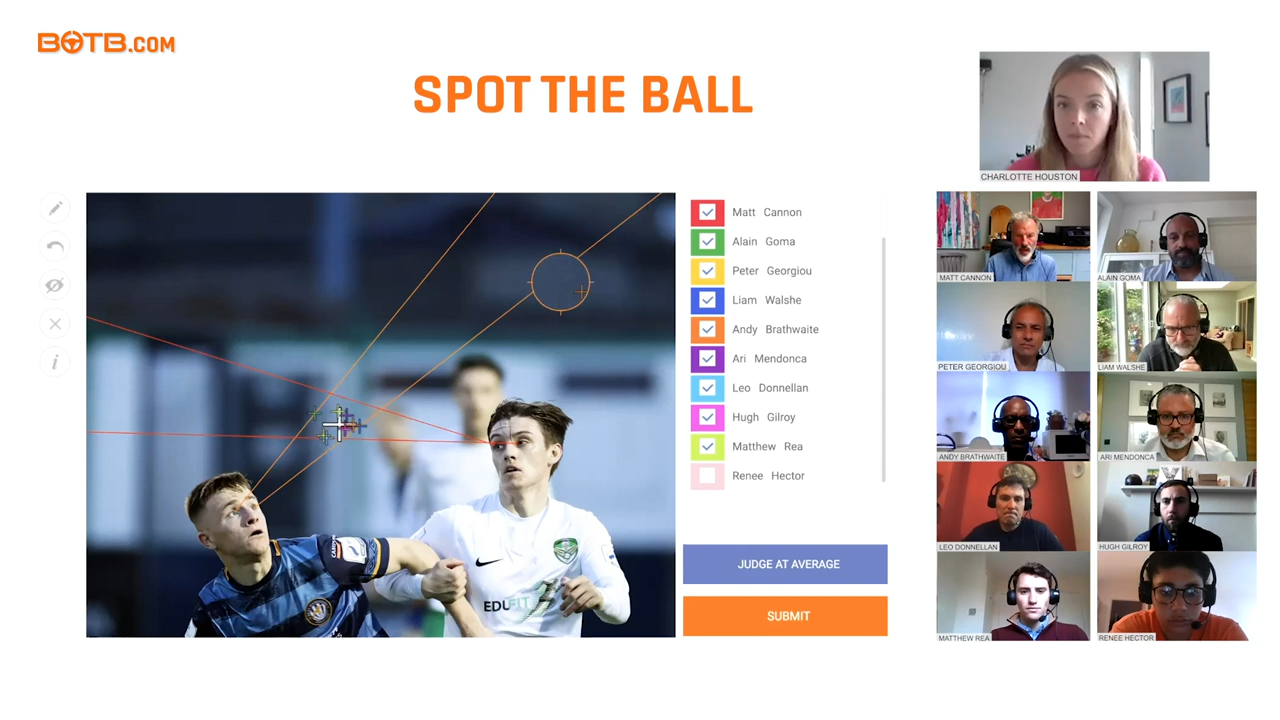 BOTB.COM
SPOT THE BALL
CHARLOTTE HOUSTON
Matt Cannon
Alain Goma
Peter Georgiou
Liam Walshe
Andy Brathwaite
Ari Mendonca
Leo Donnellan
Hugh Gilroy
Matthew Rea
Renee Hector
JUDGE AT AVERAGE
SUBMIT
MATT CANNON
ALAIN GOMA
PETER GEORGIOU
LIAM WALSHE
ANDY BRATHWAITE
ARI MENDONCA
LEO DONNELLAN
HUGH GILROY
MATTHEW REA
RENEE HECTOR
EDUFIT
i